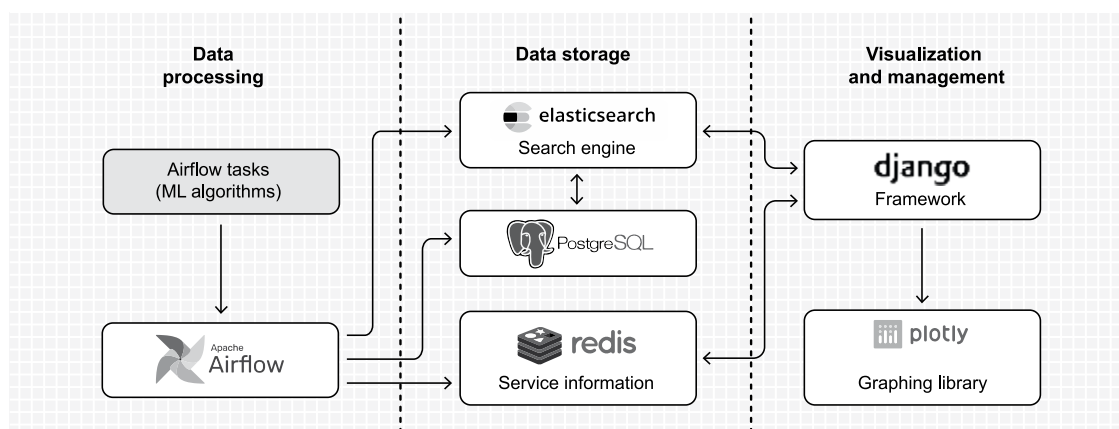 Data
processing
Data storage
Visualization
and management
Airflow tasks
(ML algorithms)
Apache
Airflow
elasticsearch
Search engine
PostgreSQL
redis
Service information
django
Framework
plotly
Graphing library